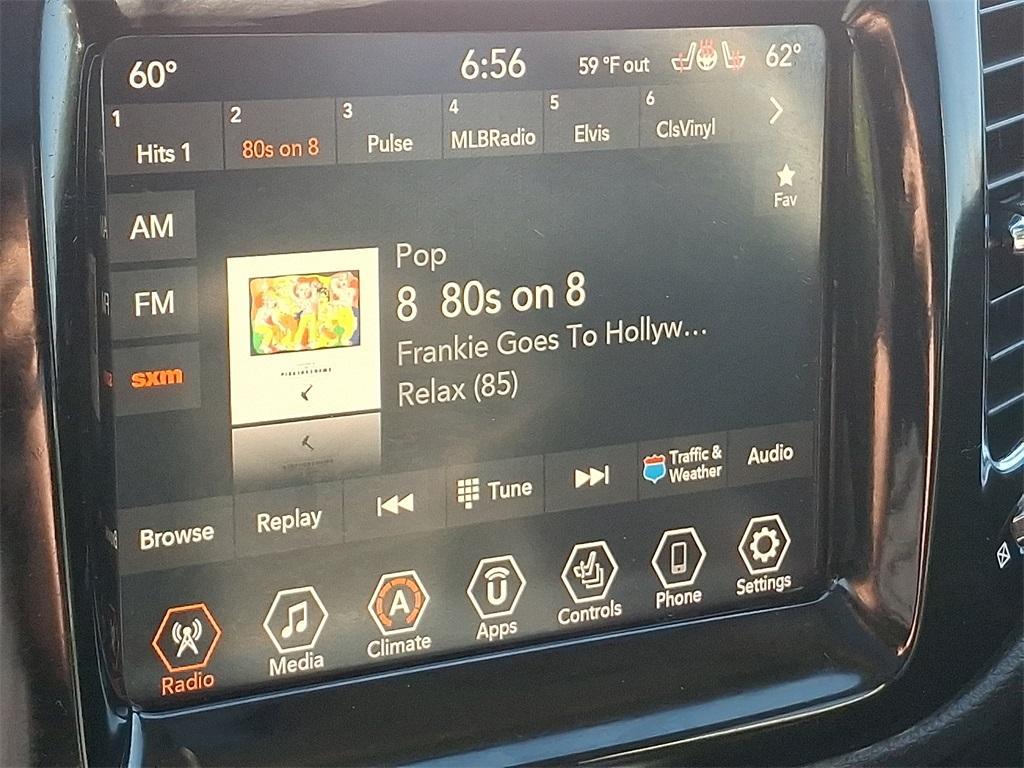 60° 6:56 59 °F out 62°
1 Hits 1
2 80s on 8
3 Pulse
4 MLBRadio
5 Elvis
6 ClsVinyl
Fav
AM
FM
sxm
Pop
8 80s on 8
Frankie Goes To Hollyw...
Relax (85)
Browse Replay Tune Traffic & Weather Audio
Radio Media A Climate Apps Controls Phone Settings